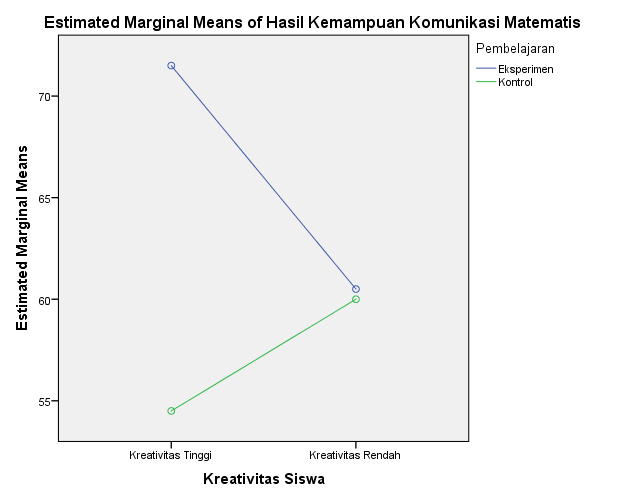 Estimated Marginal Means of Hasil Kemampuan Komunikasi Matematis
Pembelajaran
Eksperimen
Kontrol
Estimated Marginal Means
70
65
60
55
Kreativitas Tinggi
Kreativitas Rendah
Kreativitas Siswa